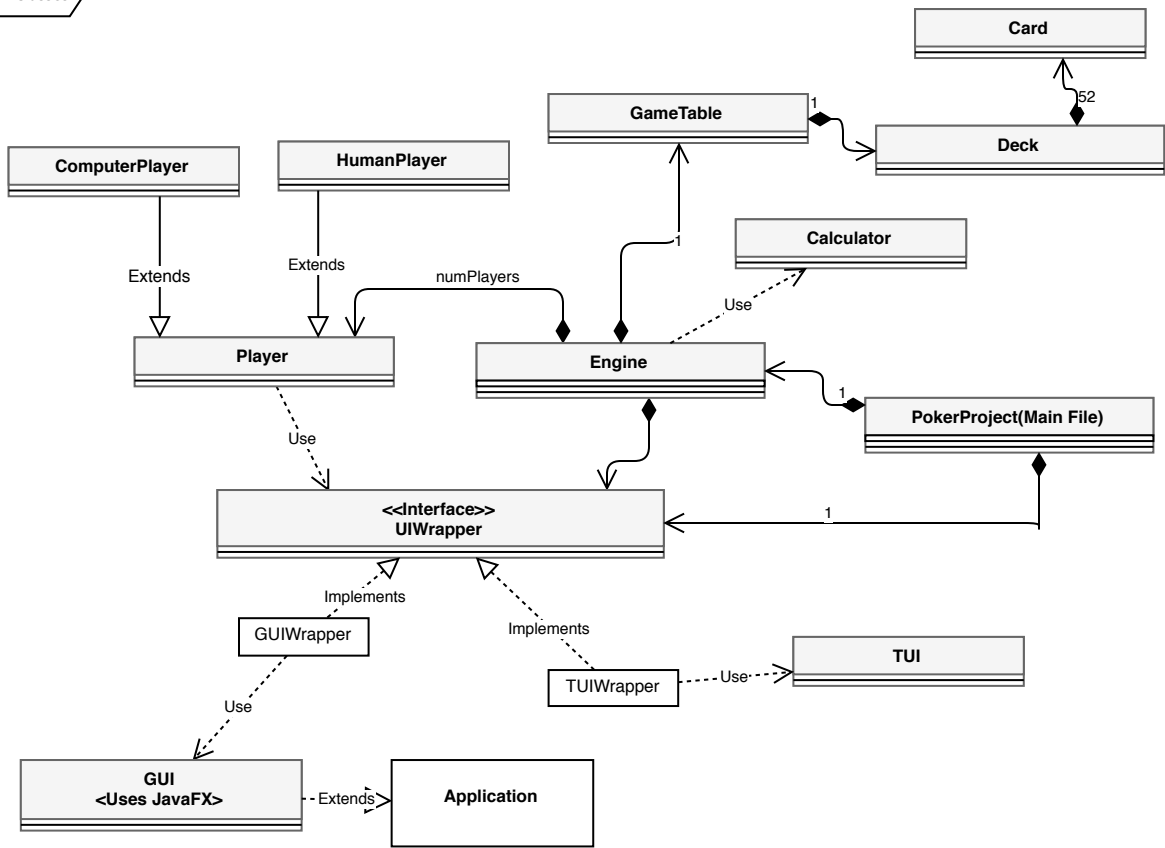 Card
52
GameTable
1
Deck
ComputerPlayer
HumanPlayer
1
Calculator
Extends
Extends
numPlayers
Use
Player
Engine
1
PokerProject(Main File)
Use
<<Interface>>
UIWrapper
1
Implements
GUIWrapper
Implements
TUIWrapper
Use
TUI
Use
GUI
<Uses JavaFX>
Extends
Application